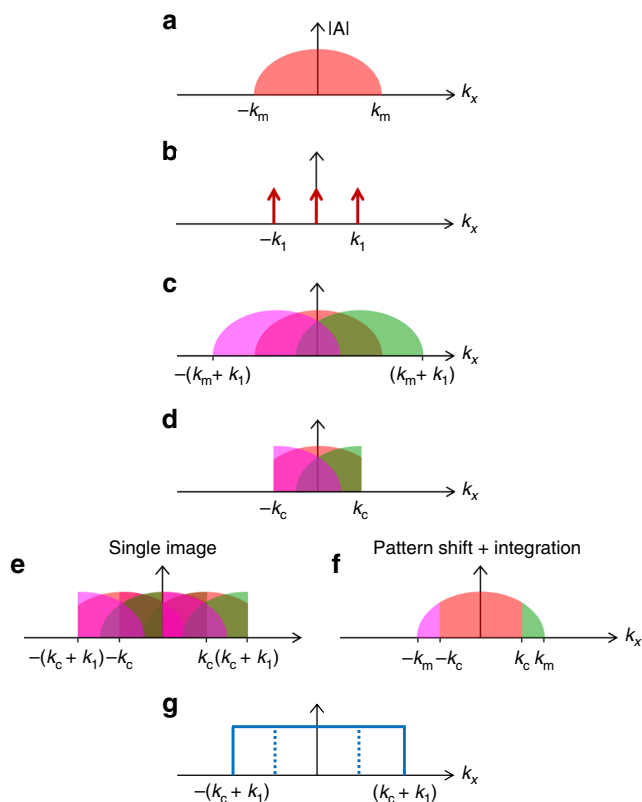 a
|A|
−km
km
kx
b
−k1
k1
kx
c
−(km + k1)
(km + k1)
kx
d
−kc
kc
kx
Single image
e
−(kc + k1)
−kc
kc
(kc + k1)
Pattern shift + integration
f
−km
−kc
kc
km
kx
g
−(kc + k1)
(kc + k1)
kx